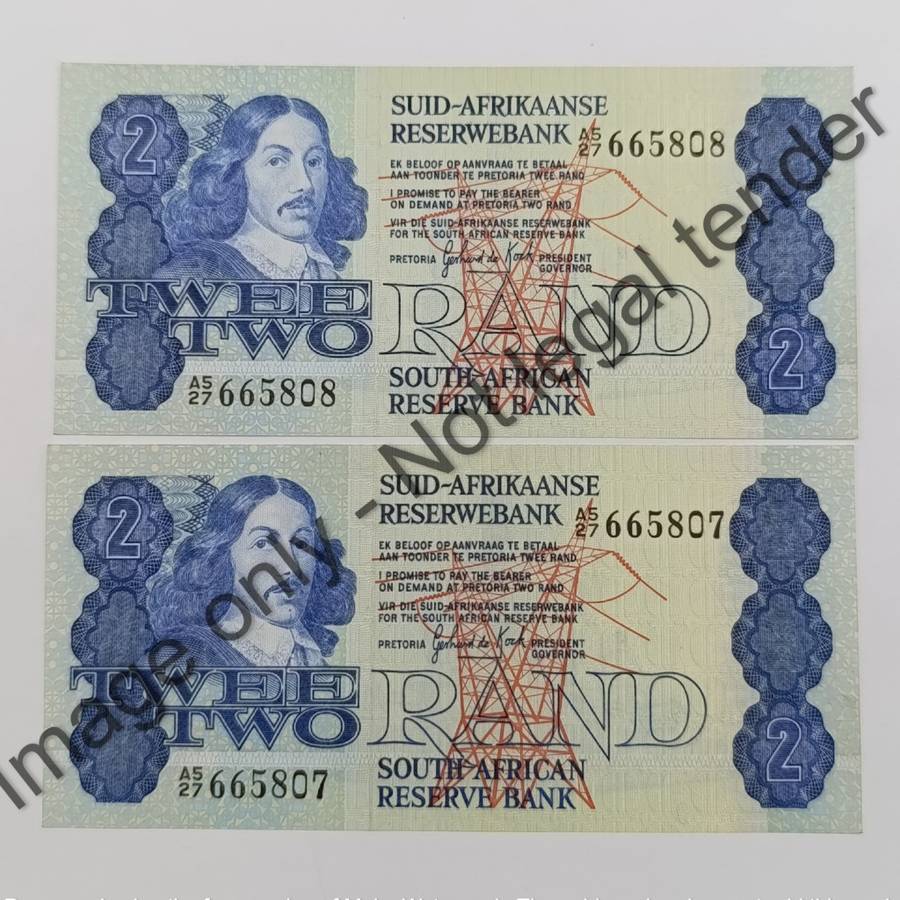 2
SUID-AFRIKAANSE
RESERWEBANK
A5/27 665808
EK BELOOF OP AANVRAAG TE BETAAL
AAN TOONDER TE PRETORIA TWEE RAND
I PROMISE TO PAY THE BEARER
ON DEMAND AT PRETORIA TWO RAND
VIR DIE SUID-AFRIKAANSE RESERWEBANK
FOR THE SOUTH AFRICAN RESERVE BANK
PRETORIA Gerhard de Kock PRESIDENT
GOVERNOR
TWEE
TWO RAND
2
A5/27 665808
SOUTH AFRICAN
RESERVE BANK
2
SUID-AFRIKAANSE
RESERWEBANK
A5/27 665807
EK BELOOF OP AANVRAAG TE BETAAL
AAN TOONDER TE PRETORIA TWEE RAND
I PROMISE TO PAY THE BEARER
ON DEMAND AT PRETORIA TWO RAND
VIR DIE SUID-AFRIKAANSE RESERWEBANK
FOR THE SOUTH AFRICAN RESERVE BANK
PRETORIA Gerhard de Kock PRESIDENT
GOVERNOR
TWEE
TWO RAND
2
A5/27 665807
SOUTH AFRICAN
RESERVE BANK
Image only - Not legal tender